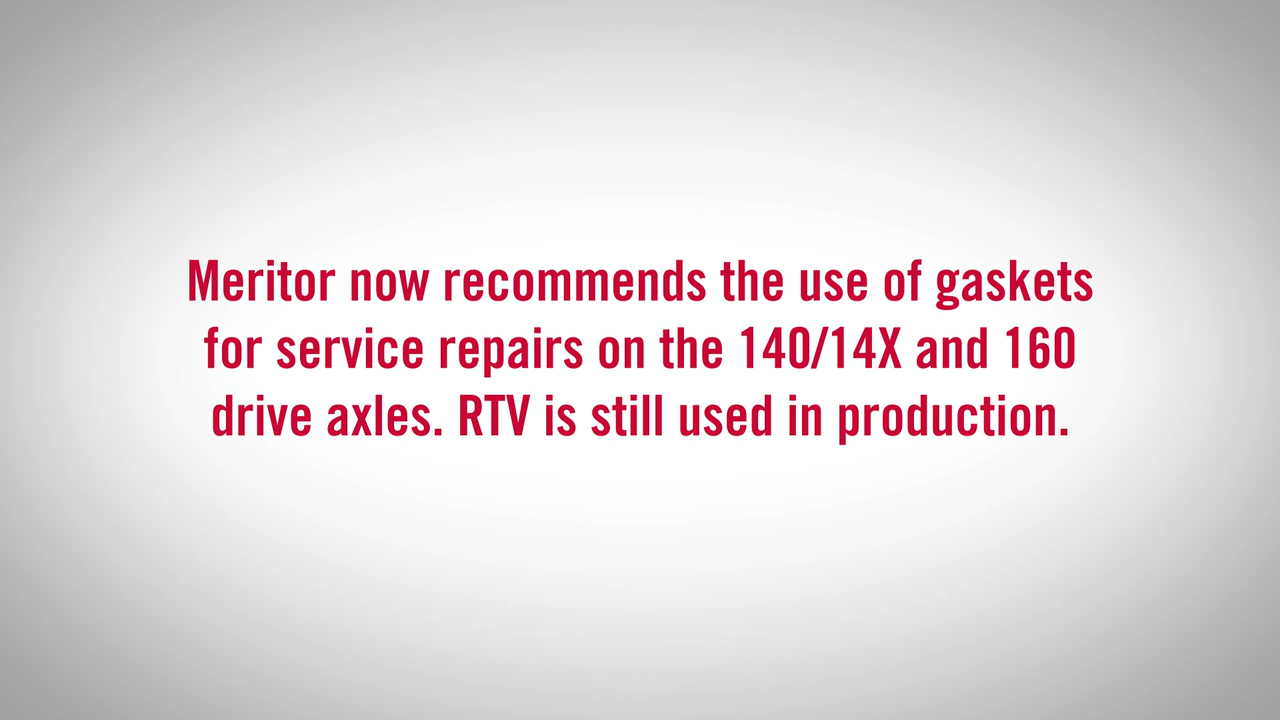 Meritor now recommends the use of gaskets
for service repairs on the 140/14X and 160
drive axles. RTV is still used in production.